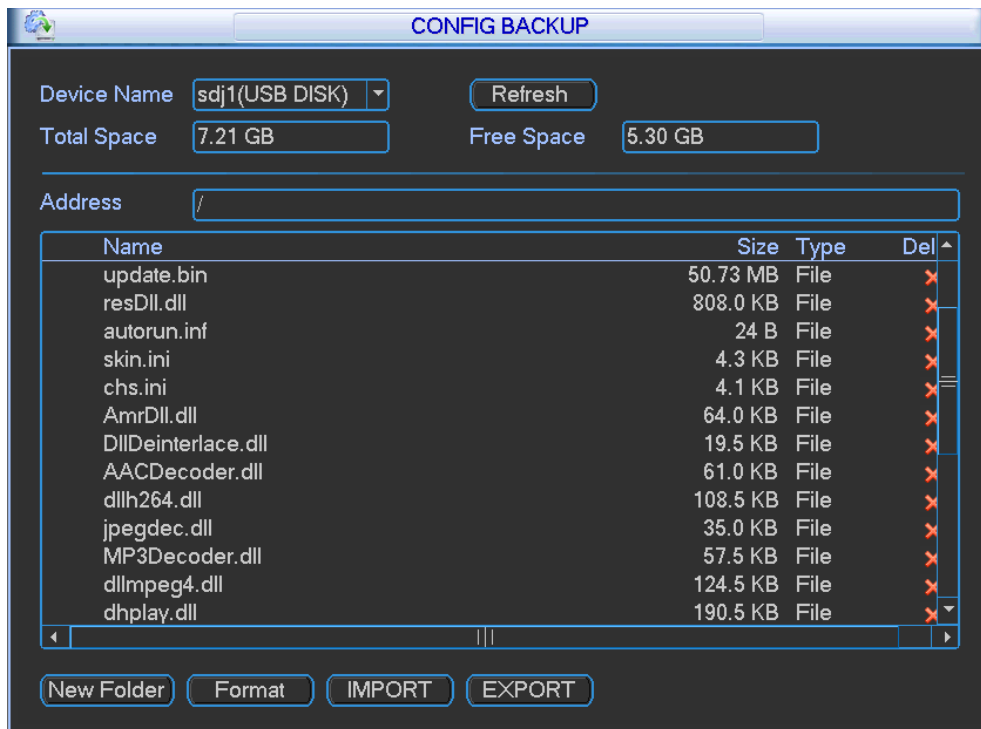 CONFIG BACKUP
Device Name sdj1(USB DISK) Refresh
Total Space 7.21 GB Free Space 5.30 GB
Address /
Name Size Type Del
update.bin 50.73 MB File
resDll.dll 808.0 KB File
autorun.inf 24 B File
skin.ini 4.3 KB File
chs.ini 4.1 KB File
AmrDll.dll 64.0 KB File
DllDeinterlace.dll 19.5 KB File
AACDecoder.dll 61.0 KB File
dllh264.dll 108.5 KB File
jpegdec.dll 35.0 KB File
MP3Decoder.dll 57.5 KB File
dllmpeg4.dll 124.5 KB File
dhplay.dll 190.5 KB File
New Folder Format IMPORT EXPORT